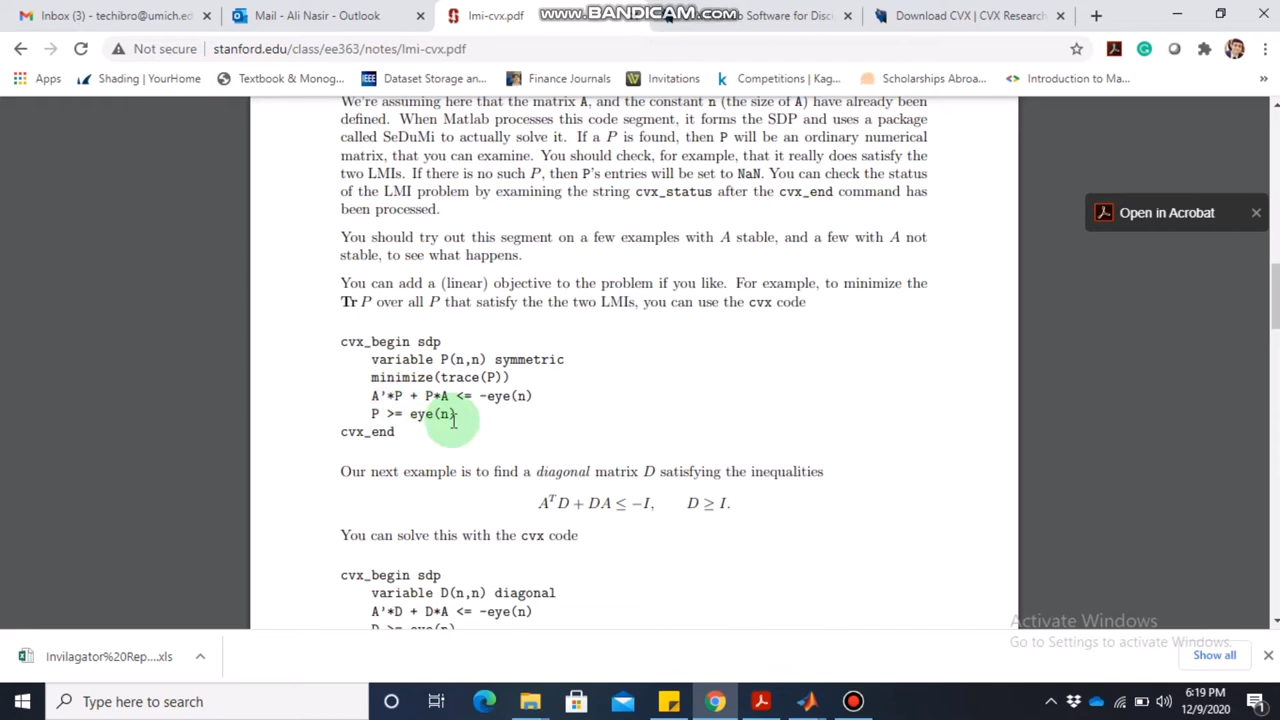 Inbox (3) - techibro@umich.ed
Mail - Ali Nasir - Outlook
lmi-cvx.pdf
www.BANDICAM.com
b Software for Disc
Download CVX | CVX Research
Not secure
stanford.edu/class/ee363/notes/lmi-cvx.pdf
Apps
Shading | YourHome
Textbook & Monog...
Dataset Storage an...
Finance Journals
Invitations
Competitions | Kag...
Scholarships Abroa...
Introduction to Ma...
We're assuming here that the matrix A, and the constant n (the size of A) have already been
defined. When Matlab processes this code segment, it forms the SDP and uses a package
called SeDuMi to actually solve it. If a P is found, then P will be an ordinary numerical
matrix, that you can examine. You should check, for example, that it really does satisfy the
two LMIs. If there is no such P, then P's entries will be set to NaN. You can check the status
of the LMI problem by examining the string cvx_status after the cvx_end command has
been processed.
Open in Acrobat
You should try out this segment on a few examples with A stable, and a few with A not
stable, to see what happens.
You can add a (linear) objective to the problem if you like. For example, to minimize the
Tr P over all P that satisfy the the two LMIs, you can use the cvx code
cvx_begin sdp
variable P(n,n) symmetric
minimize(trace(P))
A'*P + P*A <= -eye(n)
P >= eye(n)
cvx_end
Our next example is to find a diagonal matrix D satisfying the inequalities
A^T D + DA ≤ −I, D ≥ I.
You can solve this with the cvx code
cvx_begin sdp
variable D(n,n) diagonal
A'*D + D*A <= -eye(n)
D >= eye(n)
Activate Windows
Go to Settings to activate Windows.
Invilagator%20Rep....xls
Show all
Type here to search
6:19 PM
12/9/2020